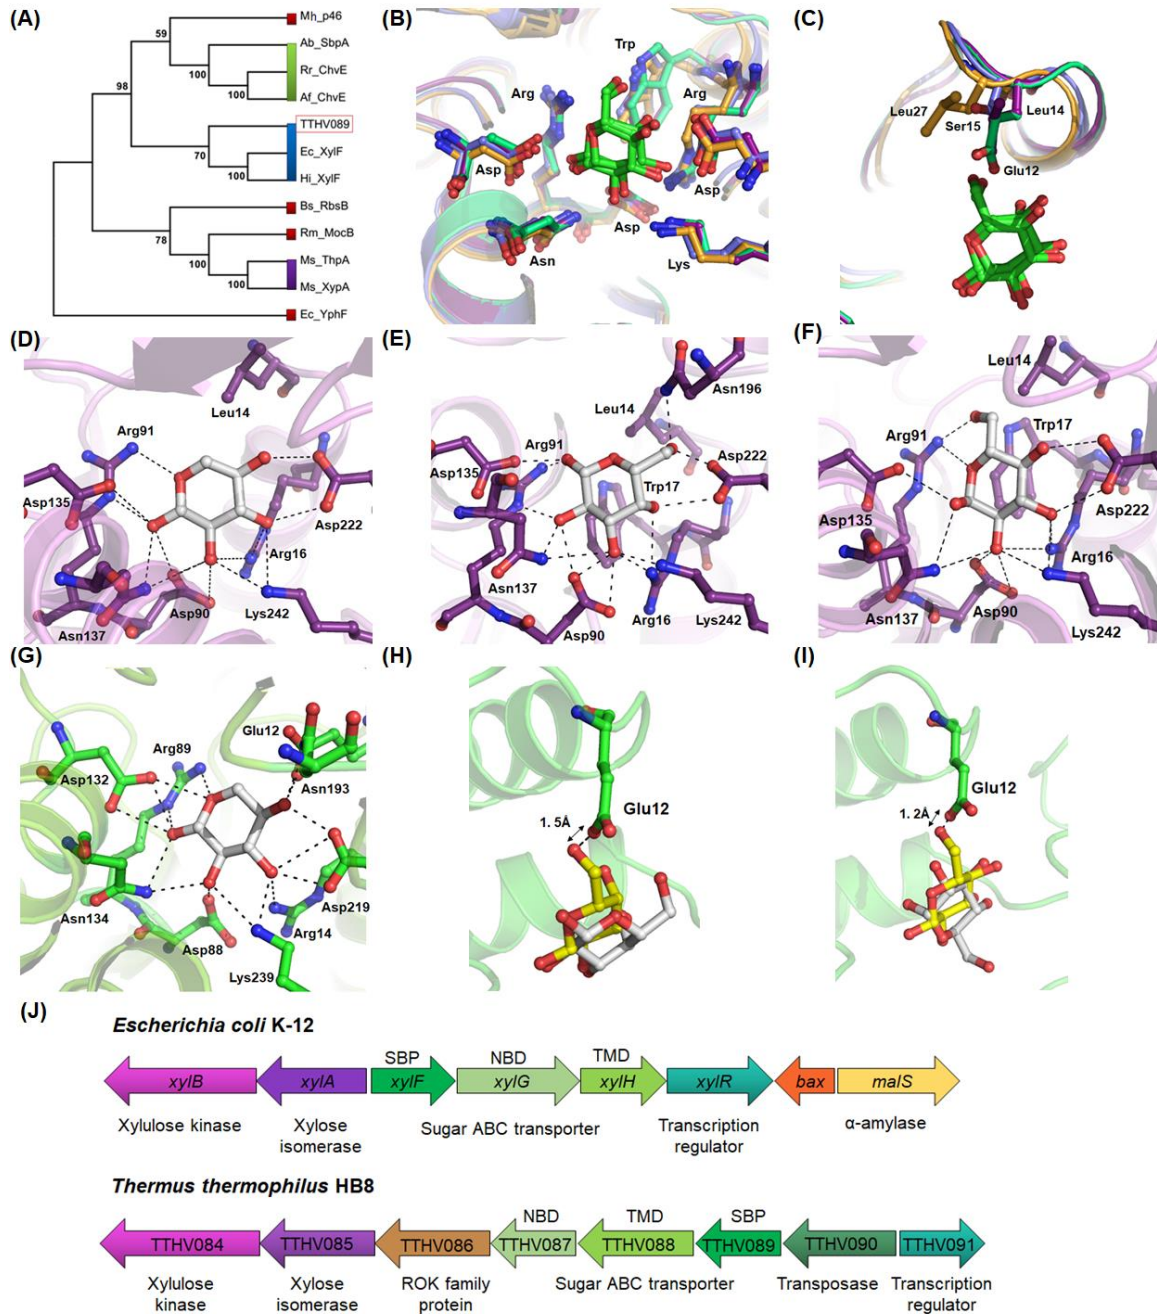 (A)
Mh_p46
Ab_SbpA
Rr_ChvE
Af_ChvE
TTHV089
Ec_XylF
Hi_XylF
Bs_RbsB
Rm_MocB
Ms_ThpA
Ms_XypA
Ec_YphF
59
100
100
98
70
100
78
100
100
(B)
Trp
Arg
Arg
Asp
Asp
Asp
Asn
Lys
(C)
Leu27
Ser15
Leu14
Glu12
(D)
Leu14
Arg91
Asp135
Asp222
Arg16
Asn137
Asp90
Lys242
(E)
Asn196
Leu14
Arg91
Asp135
Asp222
Trp17
Asn137
Asp90
Arg16
Lys242
(F)
Leu14
Arg91
Trp17
Asp135
Asp222
Arg16
Asn137
Asp90
Lys242
(G)
Glu12
Arg89
Asp132
Asn193
Asn134
Asp219
Asp88
Arg14
Lys239
(H)
Glu12
1. 5Å
(I)
Glu12
1. 2Å
(J)
Escherichia coli K-12
SBP NBD TMD
xylB xylA xylF xylG xylH xylR bax malS
Xylulose kinase Xylose Sugar ABC transporter Transcription α-amylase
isomerase regulator
Thermus thermophilus HB8
NBD TMD SBP
TTHV084 TTHV085 TTHV086 TTHV087 TTHV088 TTHV089 TTHV090 TTHV091
Xylulose Xylose ROK family Sugar ABC transporter Transposase Transcription
kinase isomerase protein regulator